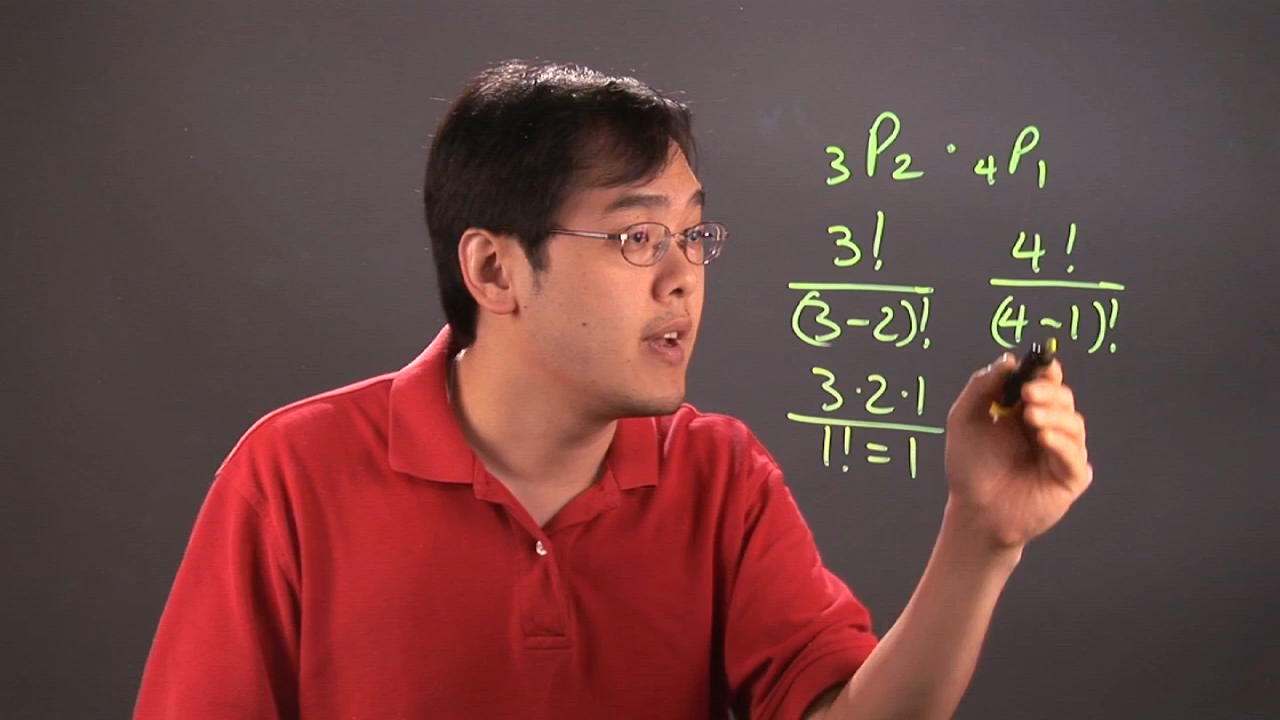 ₃P₂ · ₄P₁
3! 4!
(3-2)! (4-1)!
3·2·1
1! = 1